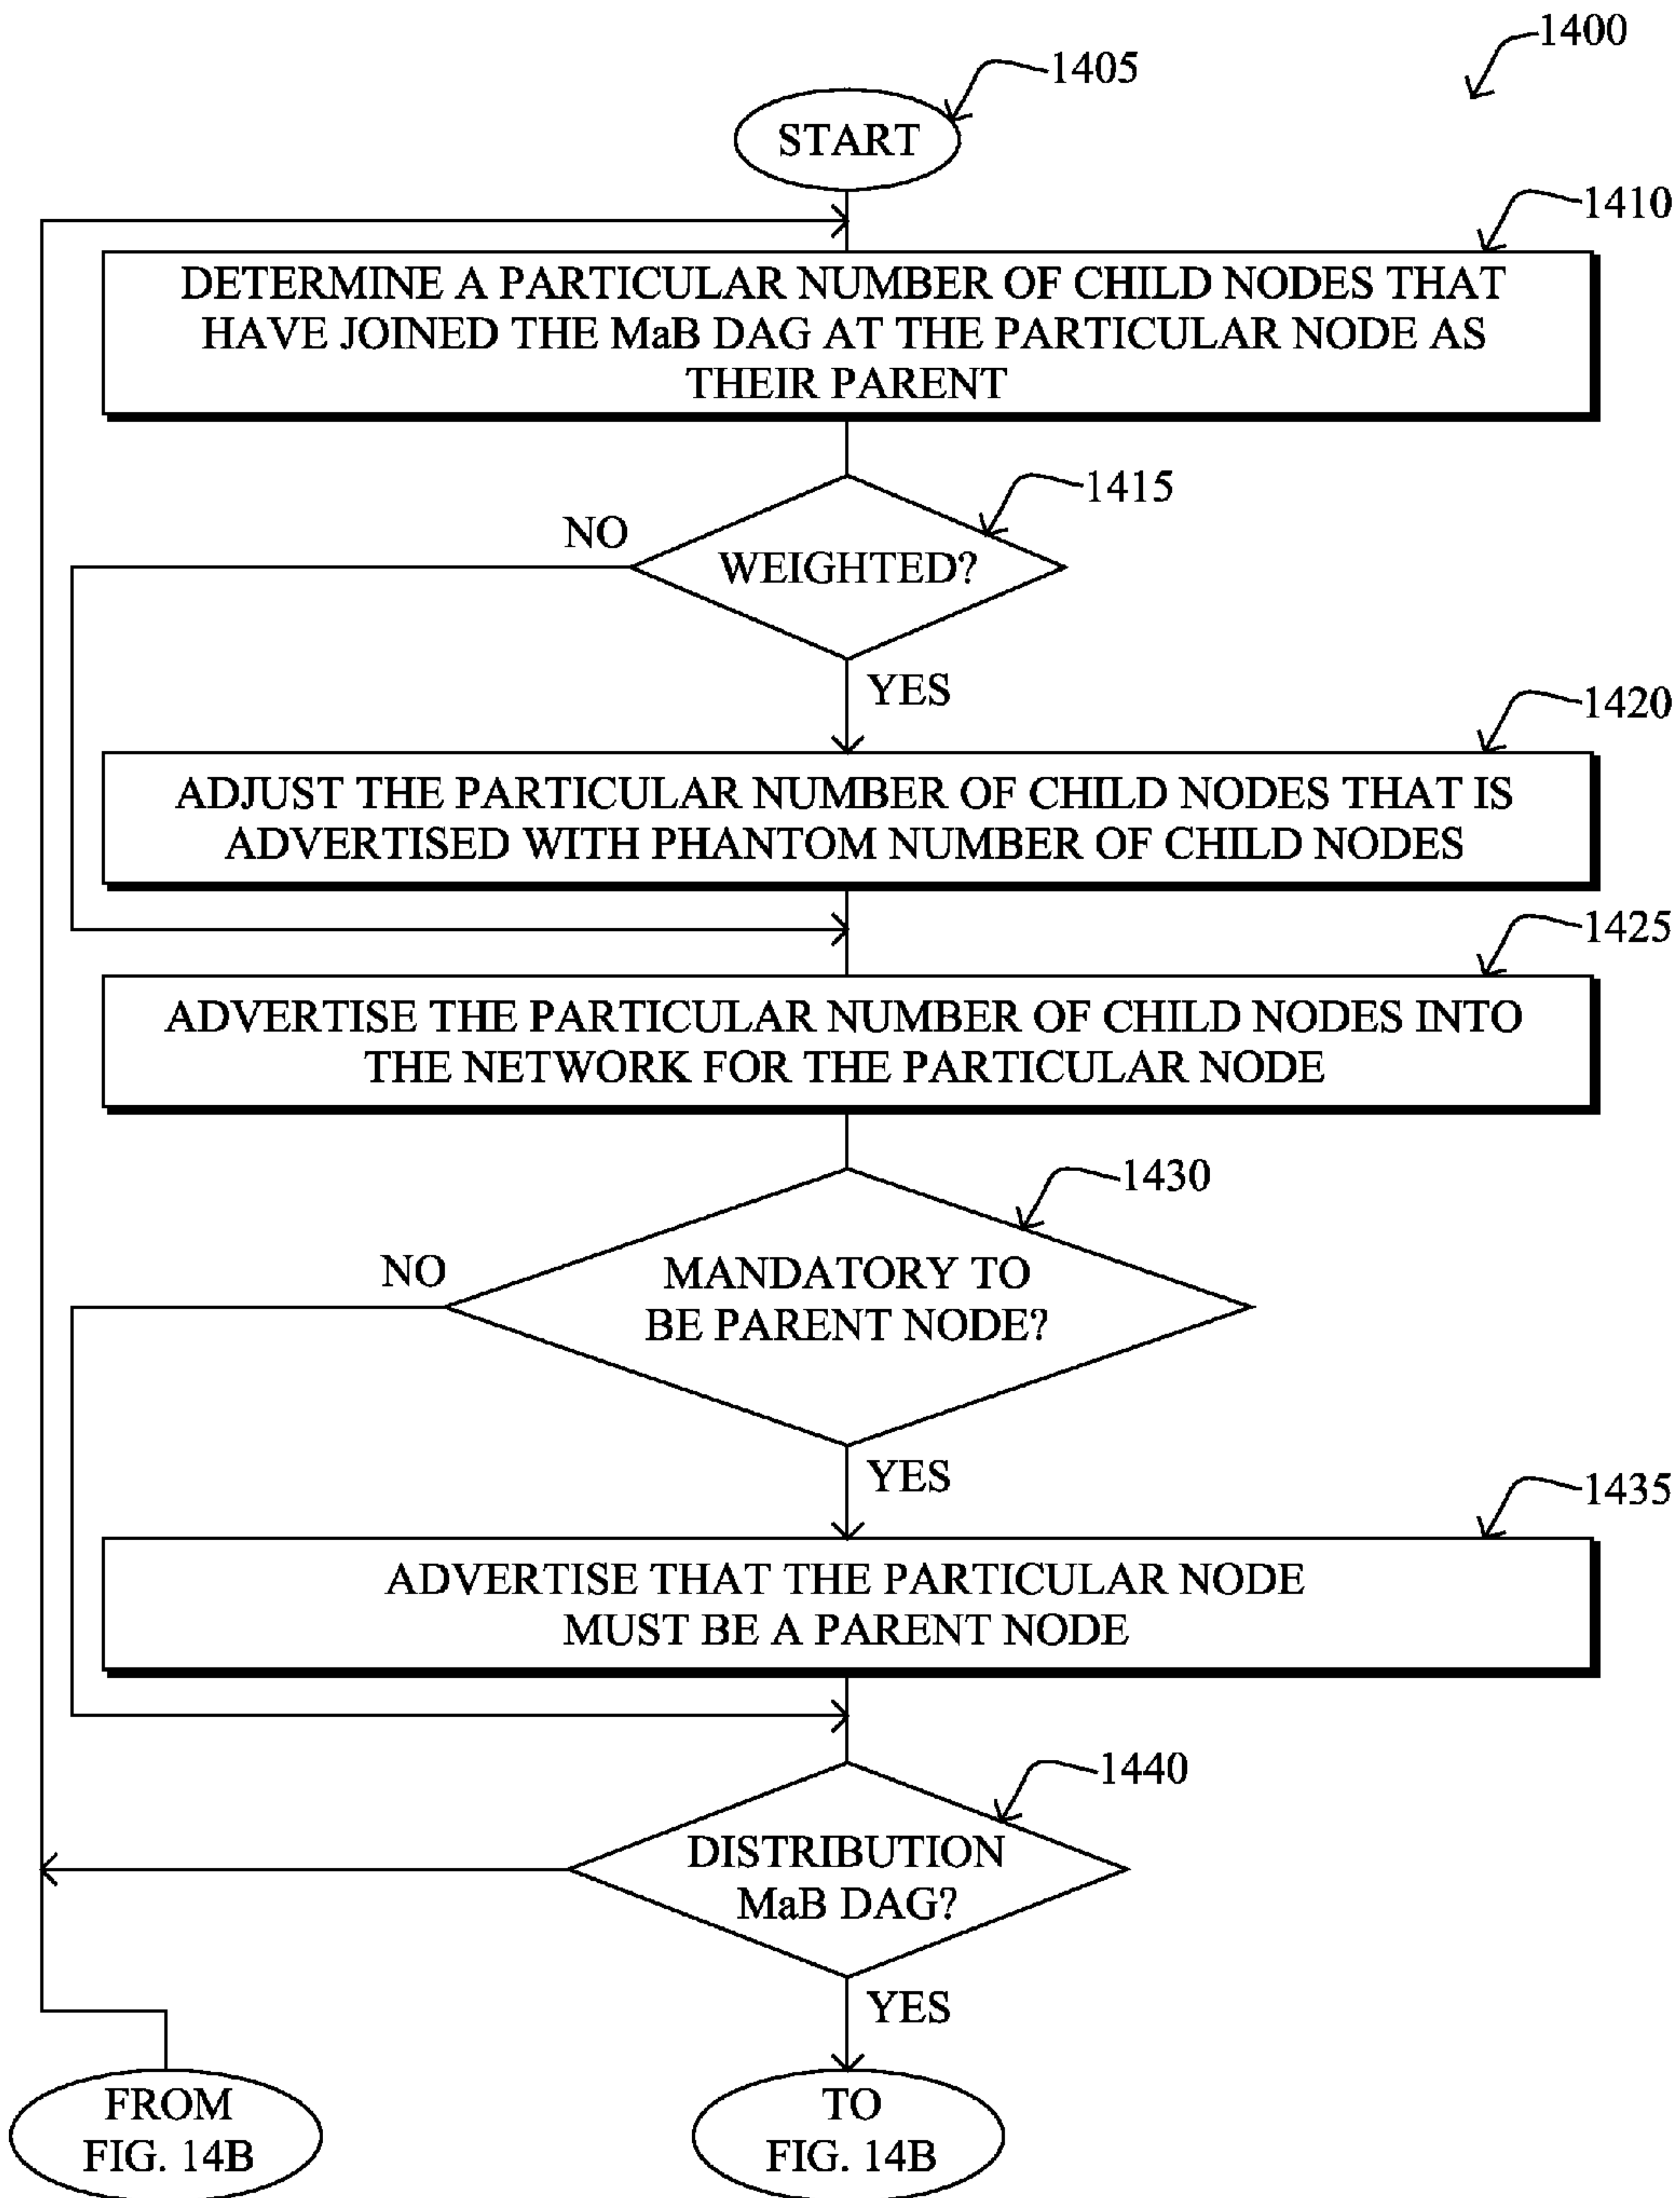 1400
1405
START
1410
DETERMINE A PARTICULAR NUMBER OF CHILD NODES THAT
HAVE JOINED THE MaB DAG AT THE PARTICULAR NODE AS
THEIR PARENT
1415
NO
WEIGHTED?
YES
1420
ADJUST THE PARTICULAR NUMBER OF CHILD NODES THAT IS
ADVERTISED WITH PHANTOM NUMBER OF CHILD NODES
1425
ADVERTISE THE PARTICULAR NUMBER OF CHILD NODES INTO
THE NETWORK FOR THE PARTICULAR NODE
1430
NO
MANDATORY TO
BE PARENT NODE?
YES
1435
ADVERTISE THAT THE PARTICULAR NODE
MUST BE A PARENT NODE
1440
DISTRIBUTION
MaB DAG?
YES
FROM
FIG. 14B
TO
FIG. 14B